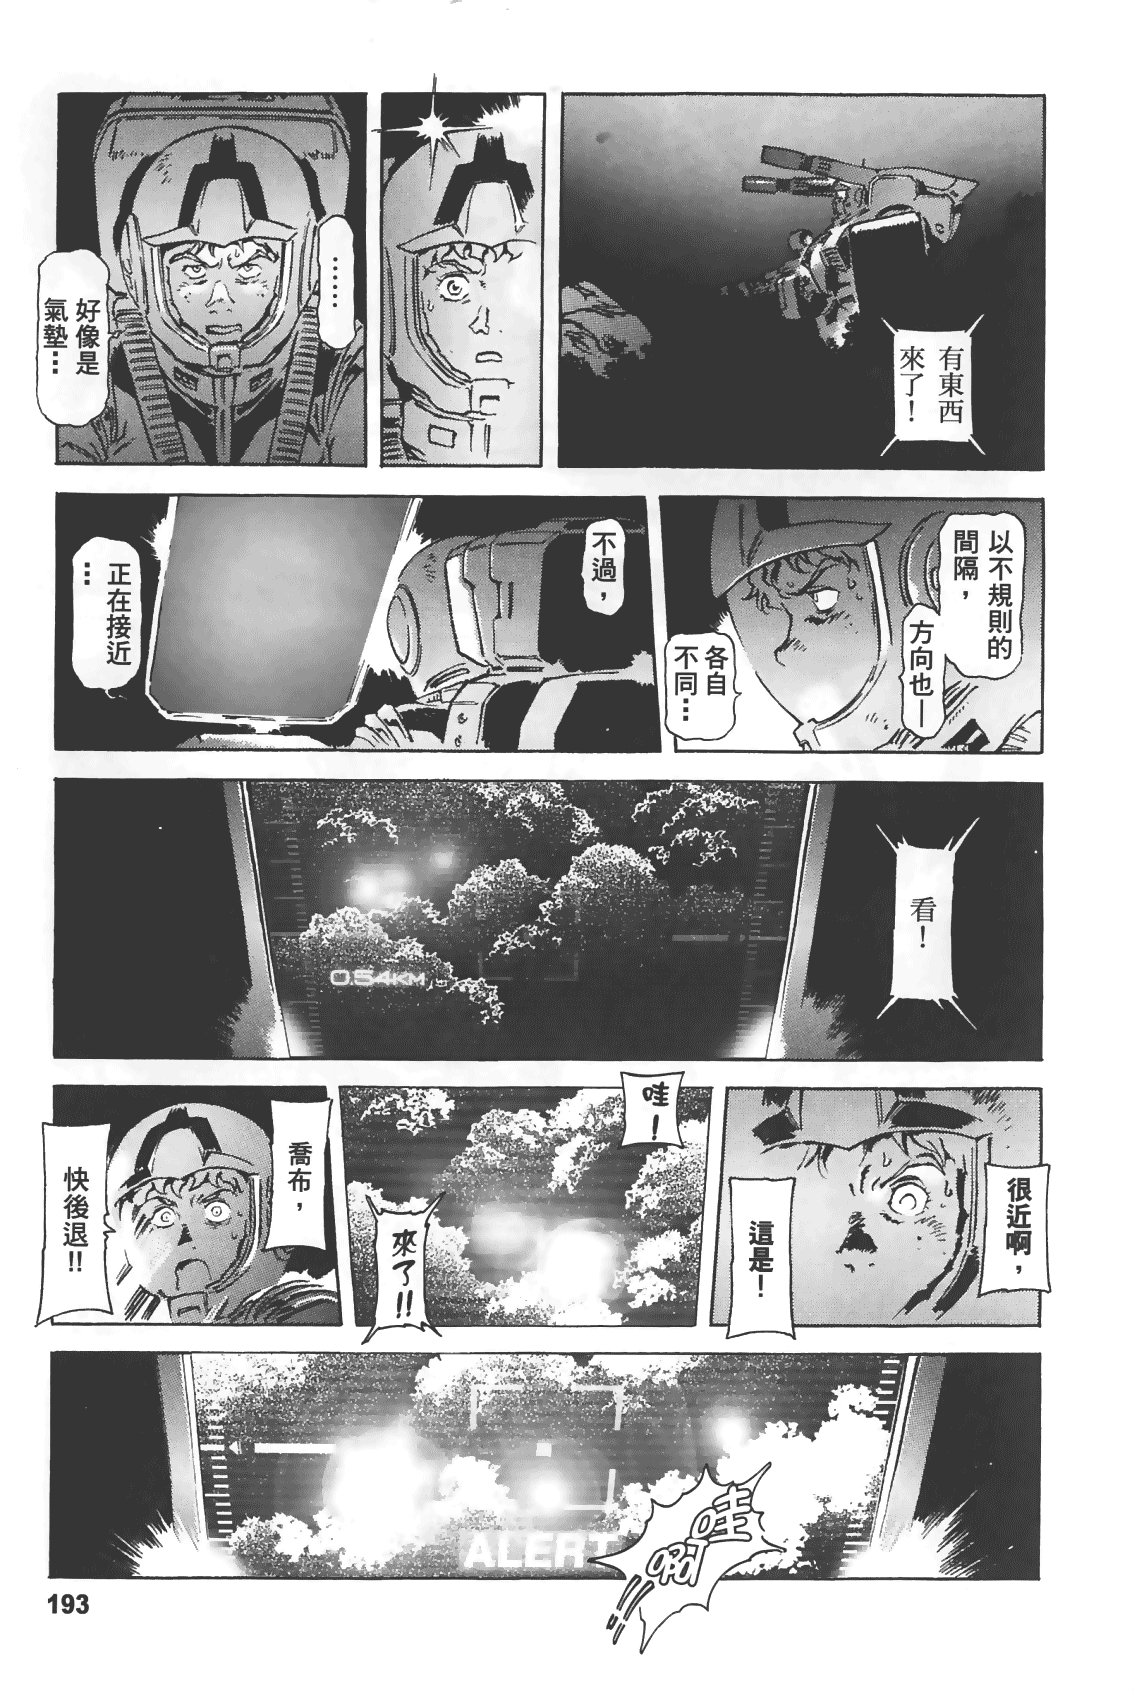 有東西
來了！
……
好像是
氣墊…
以不規則的
間隔，
方向也—
各自
不同…
不過，
正在接近
…
看！
0.54KM
很近啊，
這是！
哇！
來了!!
喬布，
快後退!!
ALERT
哇
啊!!
193